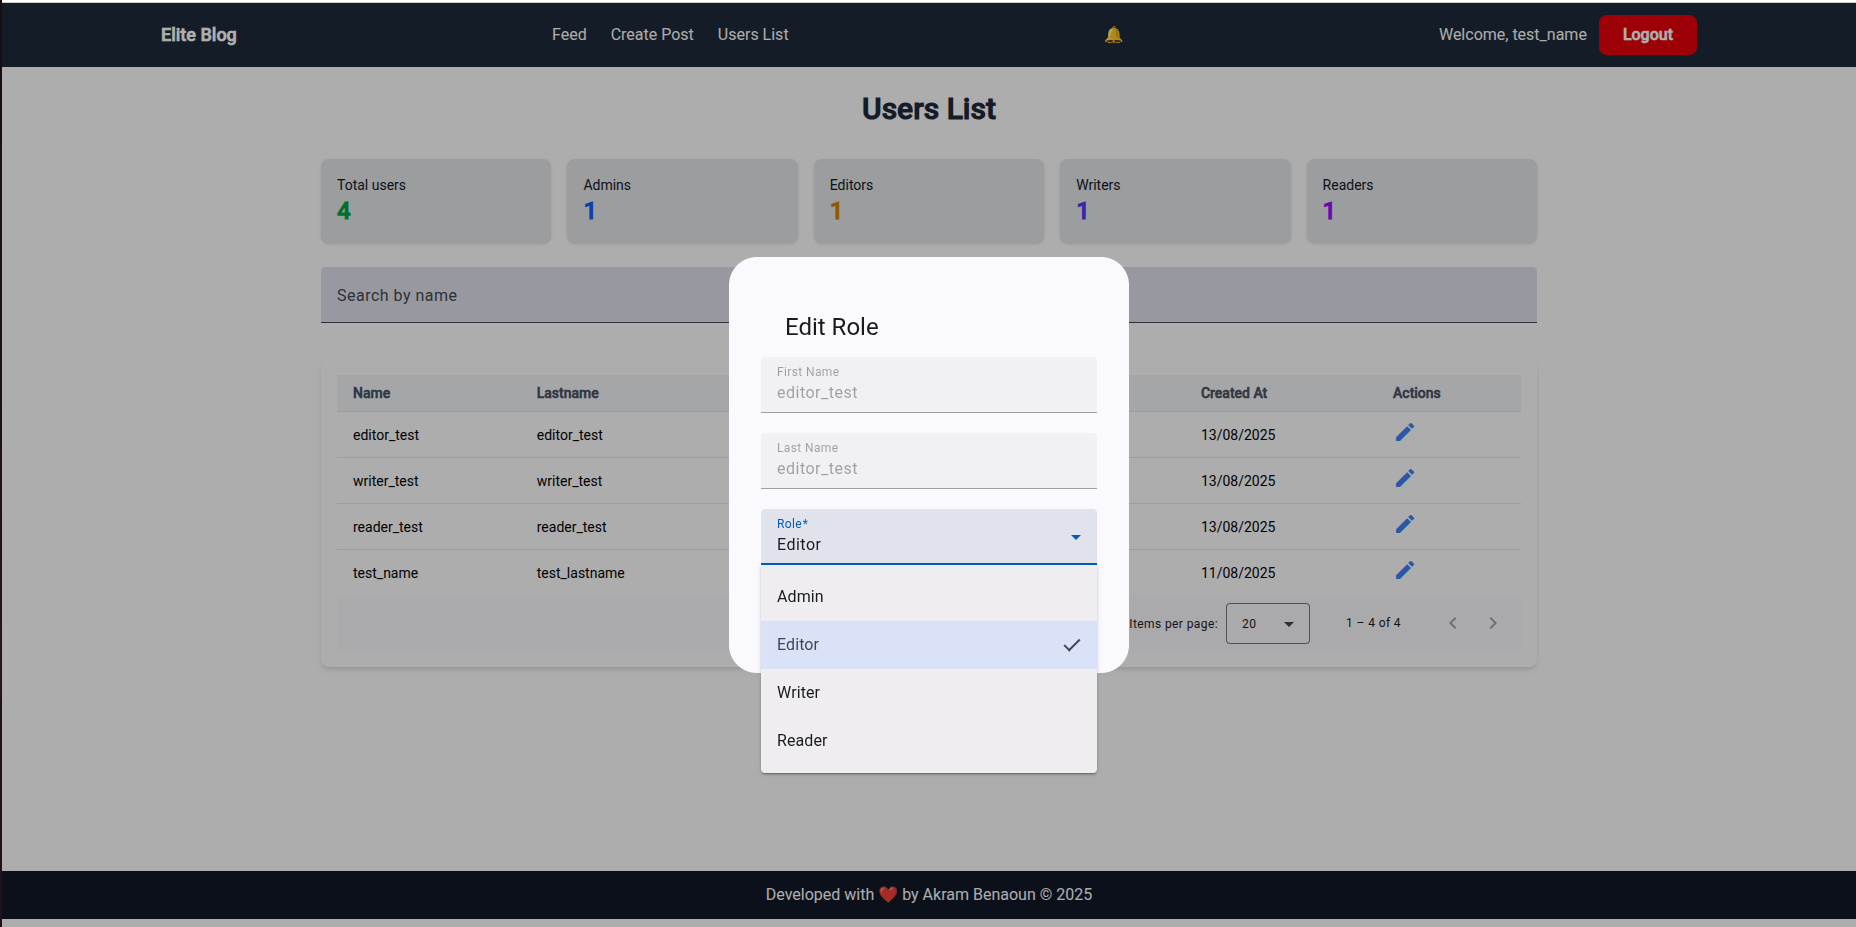 Elite Blog Feed Create Post Users List 🔔 Welcome, test_name Logout
Users List
Total users Admins Editors Writers Readers
4 1 1 1 1
Search by name
Edit Role
First Name
editor_test
Last Name
editor_test
Role*
Editor
Admin
Editor
Writer
Reader
Name Lastname Created At Actions
editor_test editor_test 13/08/2025
writer_test writer_test 13/08/2025
reader_test reader_test 13/08/2025
test_name test_lastname 11/08/2025
Items per page: 20 1 – 4 of 4
Developed with ❤️ by Akram Benaoun © 2025